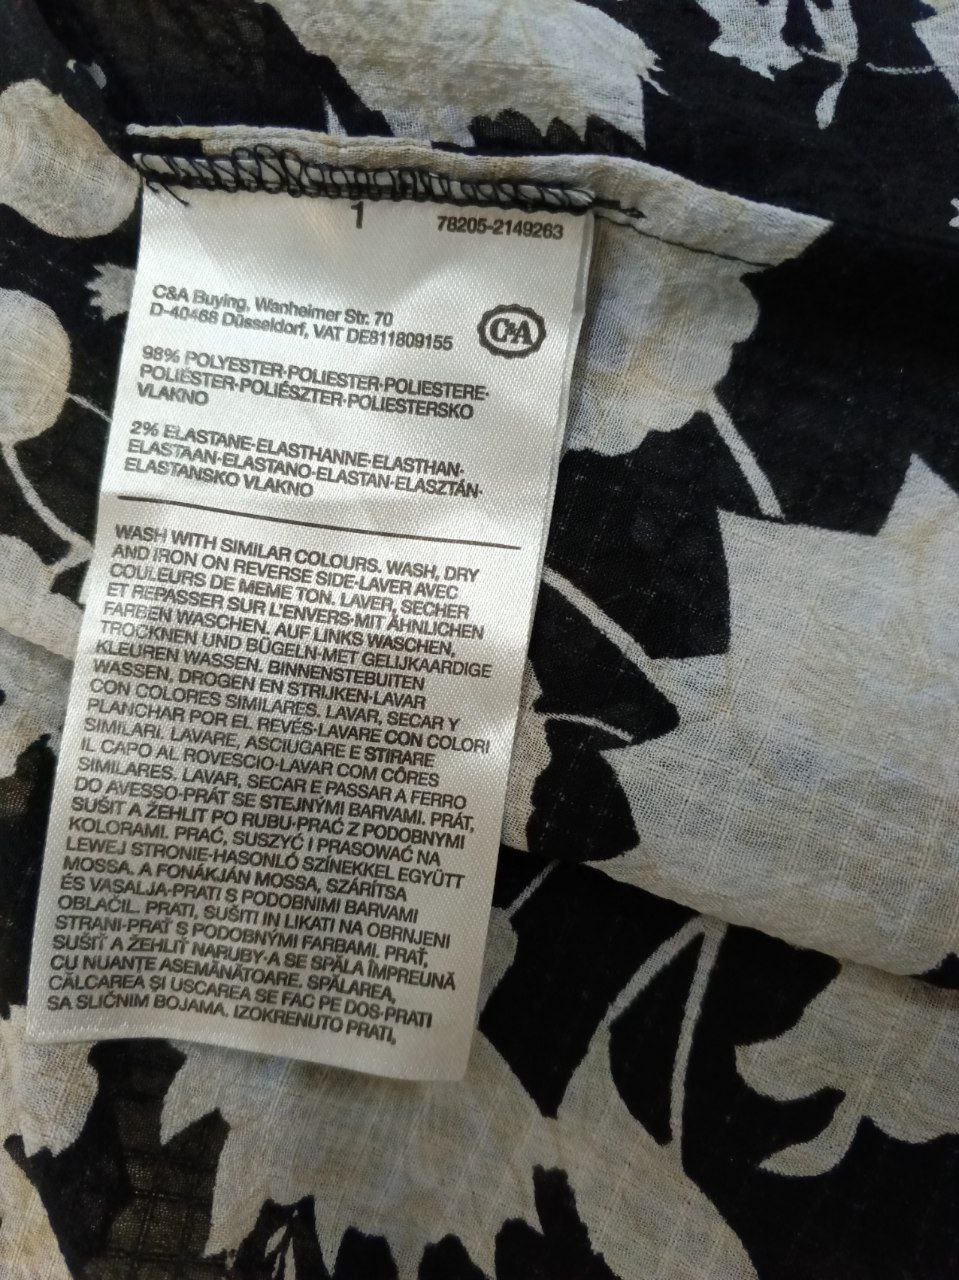 1
78205-2149263
C&A Buying, Wanheimer Str. 70
D-40468 Düsseldorf, VAT DE811809155
C&A
98% POLYESTER·POLIESTER·POLIESTERE·
POLIÉSTER·POLIÉSZTER·POLIESTERSKO
VLAKNO
2% ELASTANE·ELASTHANNE·ELASTHAN·
ELASTAAN·ELASTANO·ELASTAN·ELASZTÁN·
ELASTANSKO VLAKNO
WASH WITH SIMILAR COLOURS. WASH, DRY
AND IRON ON REVERSE SIDE·LAVER AVEC
COULEURS DE MEME TON. LAVER, SECHER
ET REPASSER SUR L'ENVERS·MIT ÄHNLICHEN
FARBEN WASCHEN. AUF LINKS WASCHEN,
TROCKNEN UND BÜGELN·MET GELIJKAARDIGE
KLEUREN WASSEN. BINNENSTEBUITEN
WASSEN, DROGEN EN STRIJKEN·LAVAR
CON COLORES SIMILARES. LAVAR, SECAR Y
PLANCHAR POR EL REVÉS·LAVARE CON COLORI
SIMILARI. LAVARE, ASCIUGARE E STIRARE
IL CAPO AL ROVESCIO·LAVAR COM CÔRES
SIMILARES. LAVAR, SECAR E PASSAR A FERRO
DO AVESSO·PRÁT SE STEJNÝMI BARVAMI. PRÁT,
SUŠIT A ŽEHLIT PO RUBU·PRAĆ Z PODOBNYMI
KOLORAMI. PRAĆ, SUSZYĆ I PRASOWAĆ NA
LEWEJ STRONIE·HASONLÓ SZÍNEKKEL EGYÜTT
MOSSA. A FONÁKJÁN MOSSA, SZÁRÍTSA
ÉS VASALJA·PRATI S PODOBNIMI BARVAMI
OBLAČIL. PRATI, SUŠITI IN LIKATI NA OBRNJENI
STRANI·PRAŤ S PODOBNÝMI FARBAMI. PRAŤ,
SUŠIŤ A ŽEHLIŤ NARUBY·A SE SPĂLA ÎMPREUNĂ
CU NUANȚE ASEMĂNĂTOARE. SPĂLAREA,
CĂLCAREA ȘI USCAREA SE FAC PE DOS·PRATI
SA SLIČNIM BOJAMA. IZOKRENUTO PRATI,